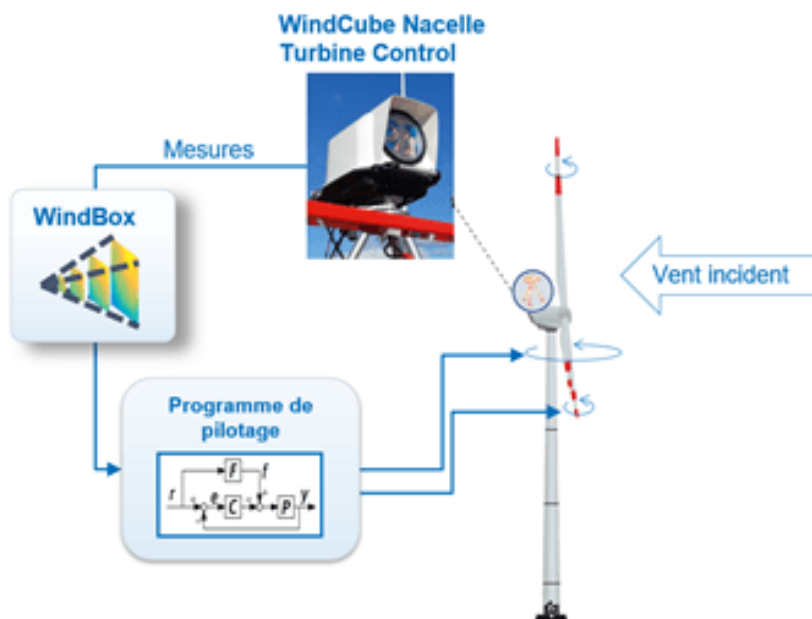 WindCube Nacelle
Turbine Control
Mesures
WindBox
Vent incident
Programme de
pilotage
F f
r e C P y